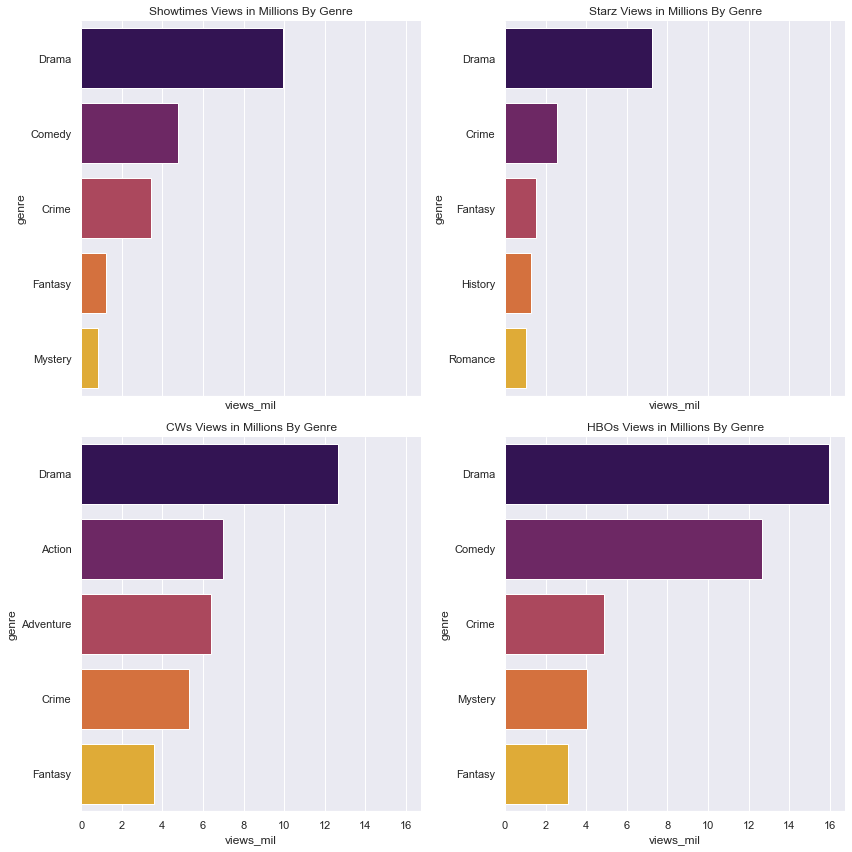 Showtimes Views in Millions By Genre
Drama
Comedy
Crime
Fantasy
Mystery
genre
views_mil
Starz Views in Millions By Genre
Drama
Crime
Fantasy
History
Romance
genre
views_mil
CWs Views in Millions By Genre
Drama
Action
Adventure
Crime
Fantasy
genre
0 2 4 6 8 10 12 14 16
views_mil
HBOs Views in Millions By Genre
Drama
Comedy
Crime
Mystery
Fantasy
genre
0 2 4 6 8 10 12 14 16
views_mil